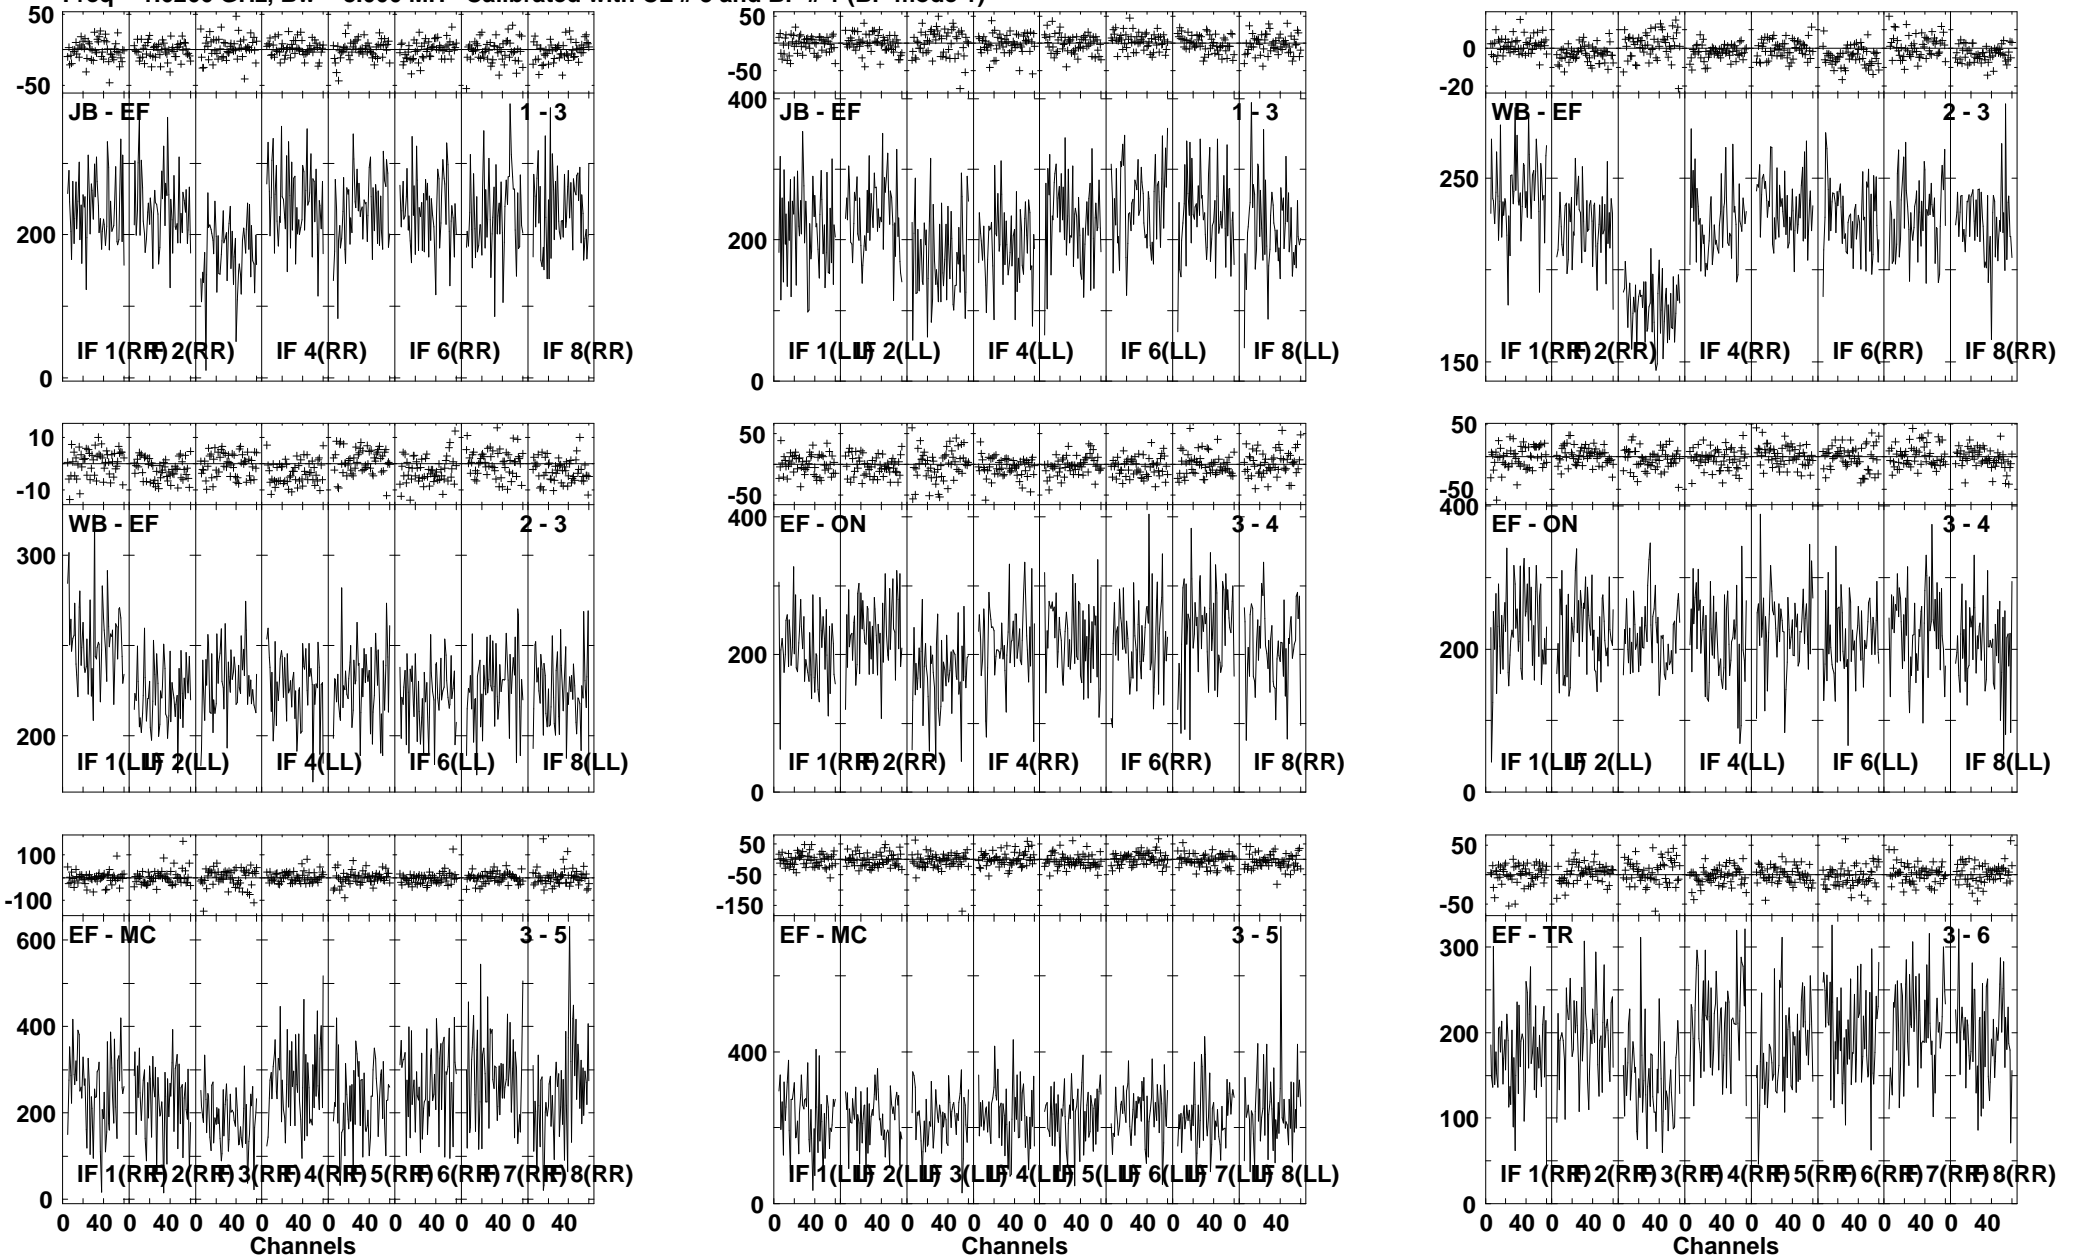 50
0
-50
JB - EF
1 - 3
200
0
IF 1(RR)
IF 2(RR)
IF 4(RR)
IF 6(RR)
IF 8(RR)
50
0
-50
400
JB - EF
1 - 3
200
0
IF 1(LL)
IF 2(LL)
IF 4(LL)
IF 6(LL)
IF 8(LL)
0
-20
WB - EF
2 - 3
250
150
IF 1(RR)
IF 2(RR)
IF 4(RR)
IF 6(RR)
IF 8(RR)
10
-10
WB - EF
2 - 3
300
200
IF 1(LL)
IF 2(LL)
IF 4(LL)
IF 6(LL)
IF 8(LL)
50
0
-50
400
EF - ON
3 - 4
200
0
IF 1(RR)
IF 2(RR)
IF 4(RR)
IF 6(RR)
IF 8(RR)
50
0
-50
400
EF - ON
3 - 4
200
0
IF 1(LL)
IF 2(LL)
IF 4(LL)
IF 6(LL)
IF 8(LL)
100
0
-100
600
EF - MC
3 - 5
400
200
0
IF 1(RR)
IF 2(RR)
IF 3(RR)
IF 4(RR)
IF 5(RR)
IF 6(RR)
IF 7(RR)
IF 8(RR)
0 40 0 40 0 40 0 40 0 40 0 40 0 40 0 40
Channels
50
-50
-150
EF - MC
3 - 5
400
0
IF 1(LL)
IF 2(LL)
IF 3(LL)
IF 4(LL)
IF 5(LL)
IF 6(LL)
IF 7(LL)
IF 8(LL)
0 40 0 40 0 40 0 40 0 40 0 40 0 40 0 40
Channels
50
0
-50
EF - TR
3 - 6
300
200
100
0
IF 1(RR)
IF 2(RR)
IF 3(RR)
IF 4(RR)
IF 5(RR)
IF 6(RR)
IF 7(RR)
IF 8(RR)
0 40 0 40 0 40 0 40 0 40 0 40 0 40 0 40
Channels